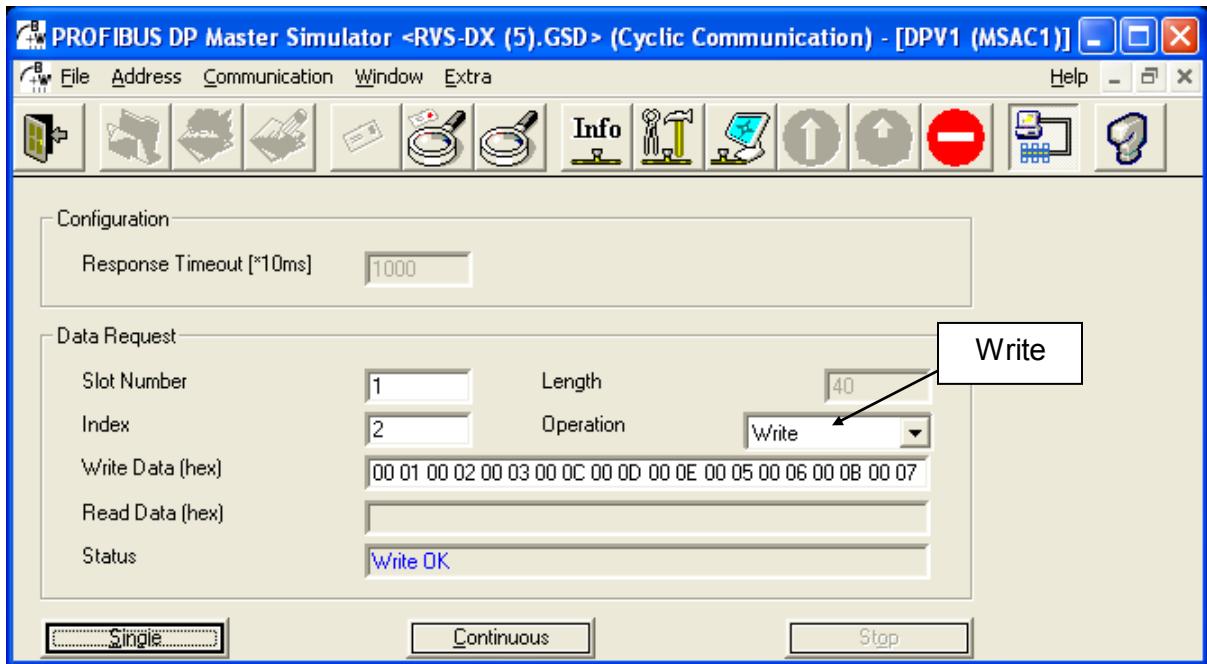 PROFIBUS DP Master Simulator <RVS-DX (5).GSD> (Cyclic Communication) - [DPV1 (MSAC1)]
File Address Communication Window Extra Help
Info
Configuration
Response Timeout [*10ms] 1000
Data Request
Write
Slot Number 1 Length 40
Index 2 Operation Write
Write Data (hex) 00 01 00 02 00 03 00 0C 00 0D 00 0E 00 05 00 06 00 0B 00 07
Read Data (hex)
Status Write OK
Single Continuous Stop